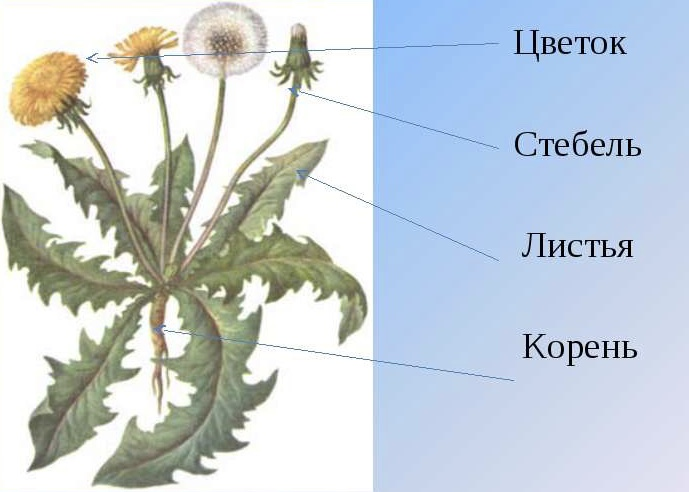 Цветок
Стебель
Листья
Корень